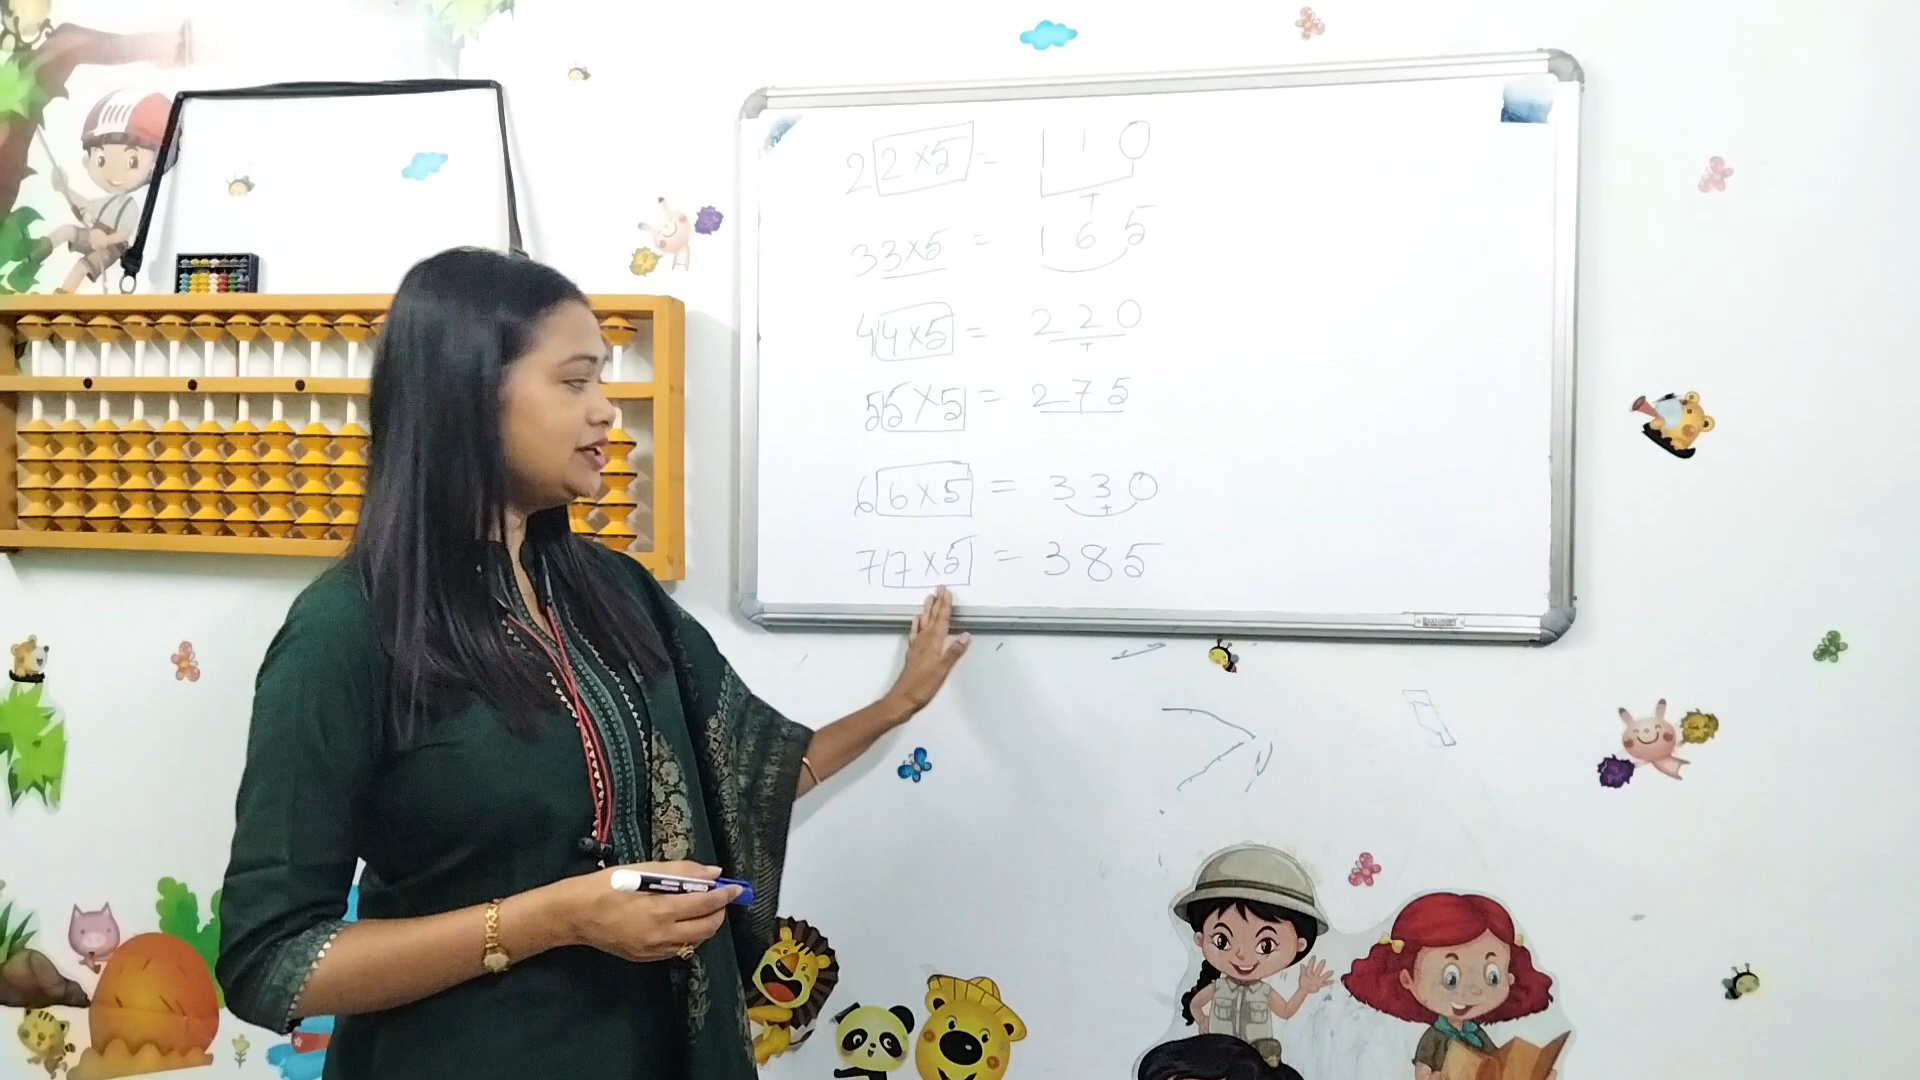 22×5 = 110
+
33×5 = 165
44×5 = 220
+
55×5 = 275
66×5 = 330
+
77×5 = 385